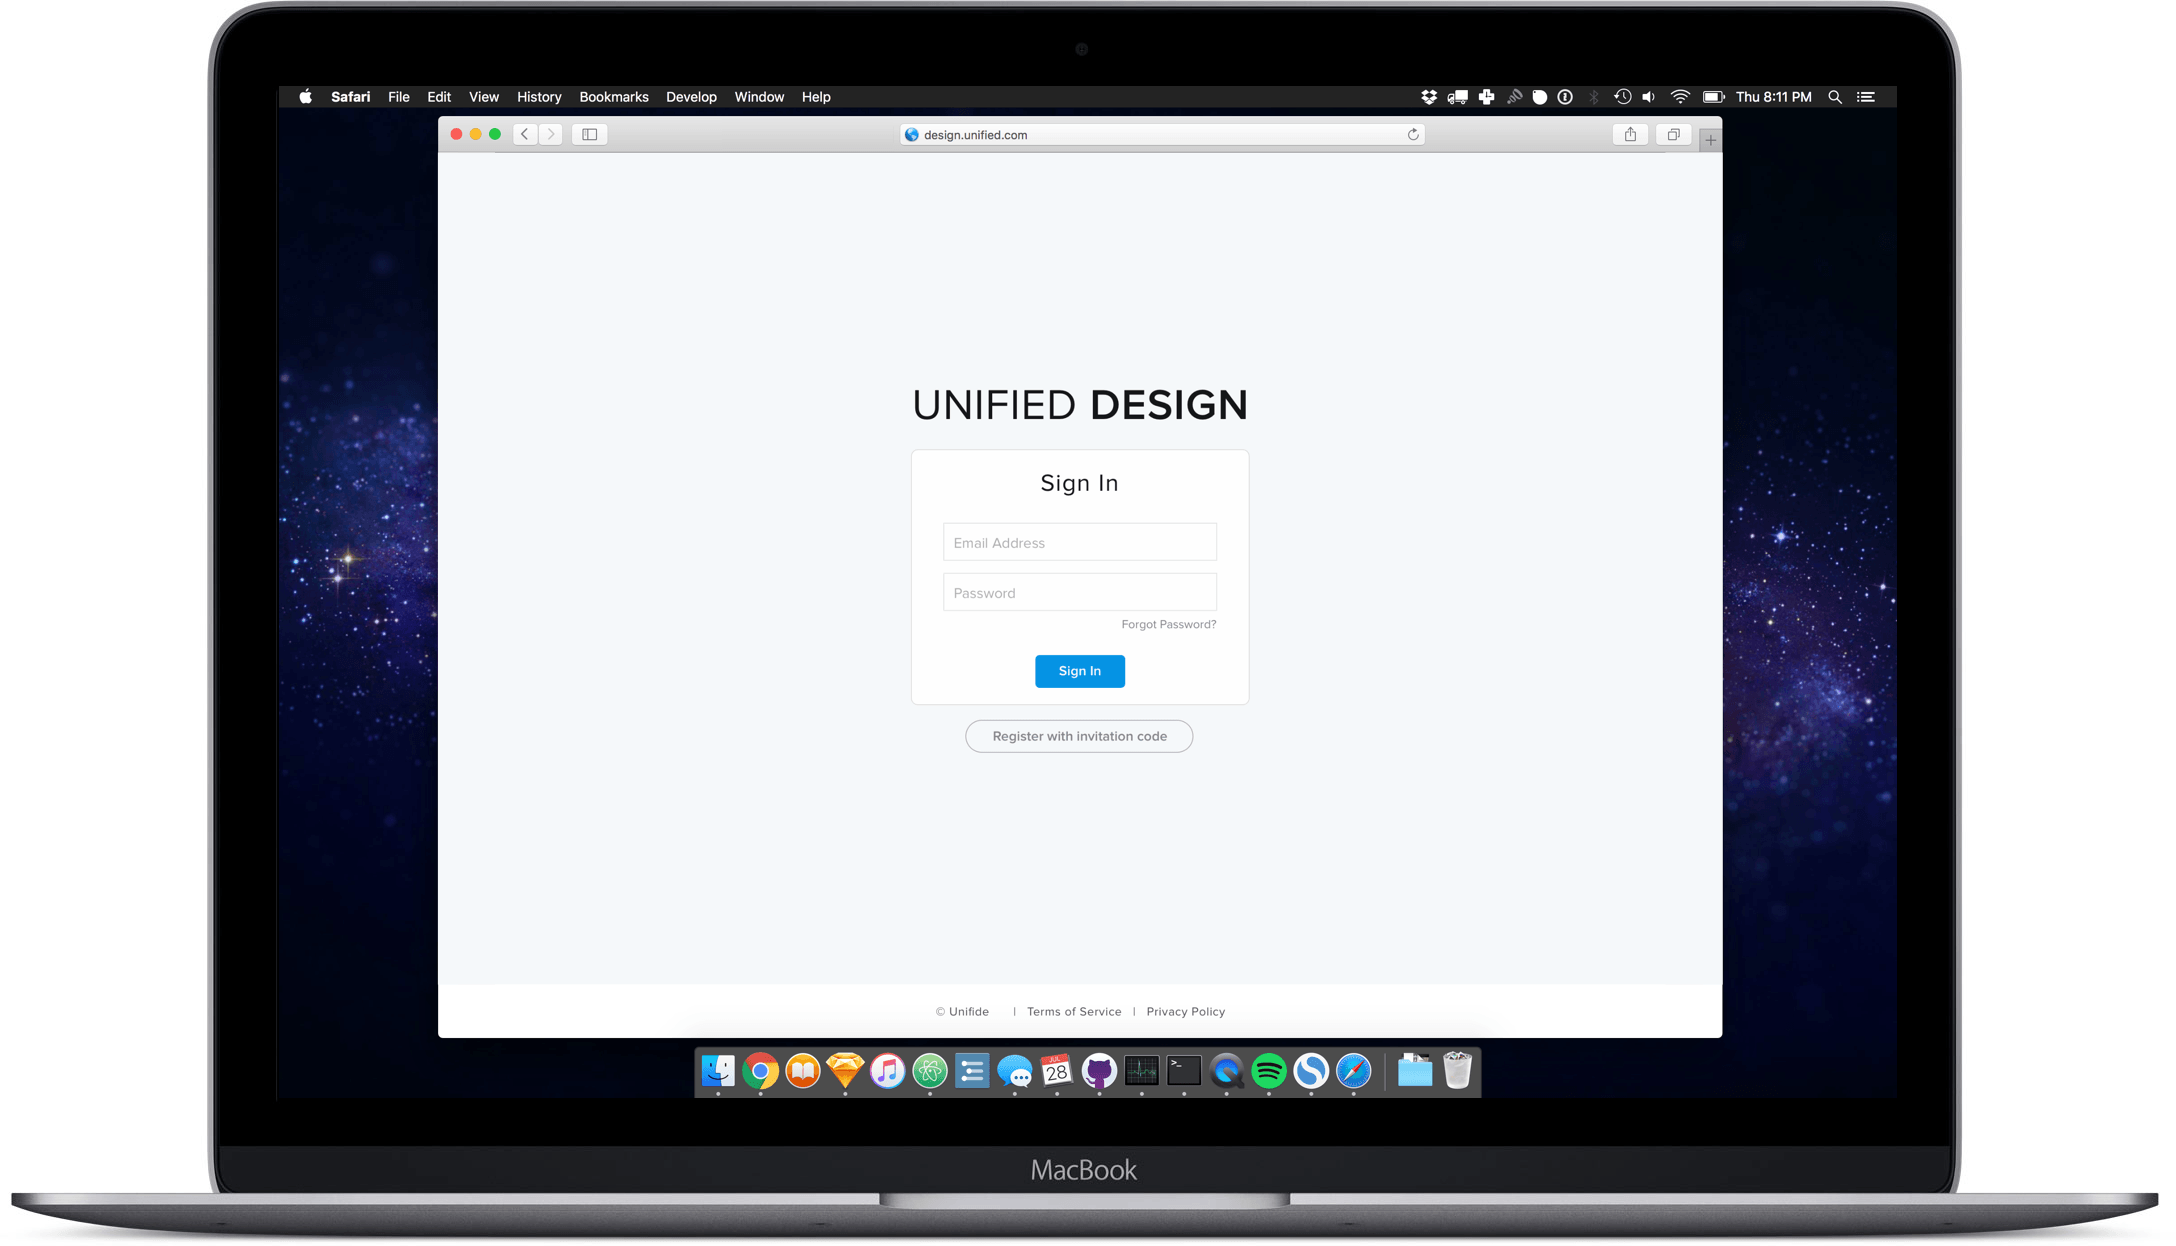 Safari File Edit View History Bookmarks Develop Window Help Thu 8:11 PM
design.unified.com
UNIFIED DESIGN
Sign In
Email Address
Password
Forgot Password?
Sign In
Register with invitation code
© Unifide | Terms of Service | Privacy Policy
JUL
28
>_
MacBook